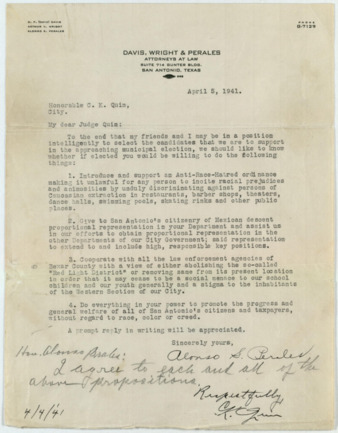 DAVIS, WRIGHT & PERALES
ATTORNEYS AT LAW
SUITE 714 GUNTER BLDG.
SAN ANTONIO, TEXAS
PHONE
G-7129
April 2, 1941.
Honorable C. K. Quin,
City.
My dear Judge Quin:
To the end that my friends and I may be in a position
intelligently to select the candidates that we are to support
in the approaching municipal election, we should like to know
whether if elected you would be willing to do the following
things:
1. Introduce and support an Anti-Race-Hatred ordinance
making it unlawful for any person to incite racial prejudices
and animosities by unduly discriminating against persons of
Caucasian extraction in restaurants, barber shops, theaters,
dance halls, swimming pools, skating rinks and other public
places.
2. Give to San Antonio's citizenry of Mexican descent
proportional representation in your Department and assist us
in our efforts to obtain proportional representation in the
other Departments of our City Government; said representation
to extend to and include high, responsible key positions.
3. Cooperate with all the law enforcement agencies of
Bexar County with a view of either abolishing the so-called
"Red Light District" or removing same from its present location
in order that it may cease to be a social menace to our school
children and our youth generally and a stigma to the inhabitants
of the Western Section of our City.
4. Do everything in your power to promote the progress and
general welfare of all of San Antonio's citizens and taxpayers,
without regard to race, color or creed.
A prompt reply in writing will be appreciated.
Sincerely yours,
Alonso S. Perales
Hon. Alonso Perales:
I agree to each and all of the
above 4 propositions.
Respectfully
C.K. Quin
4/4/41